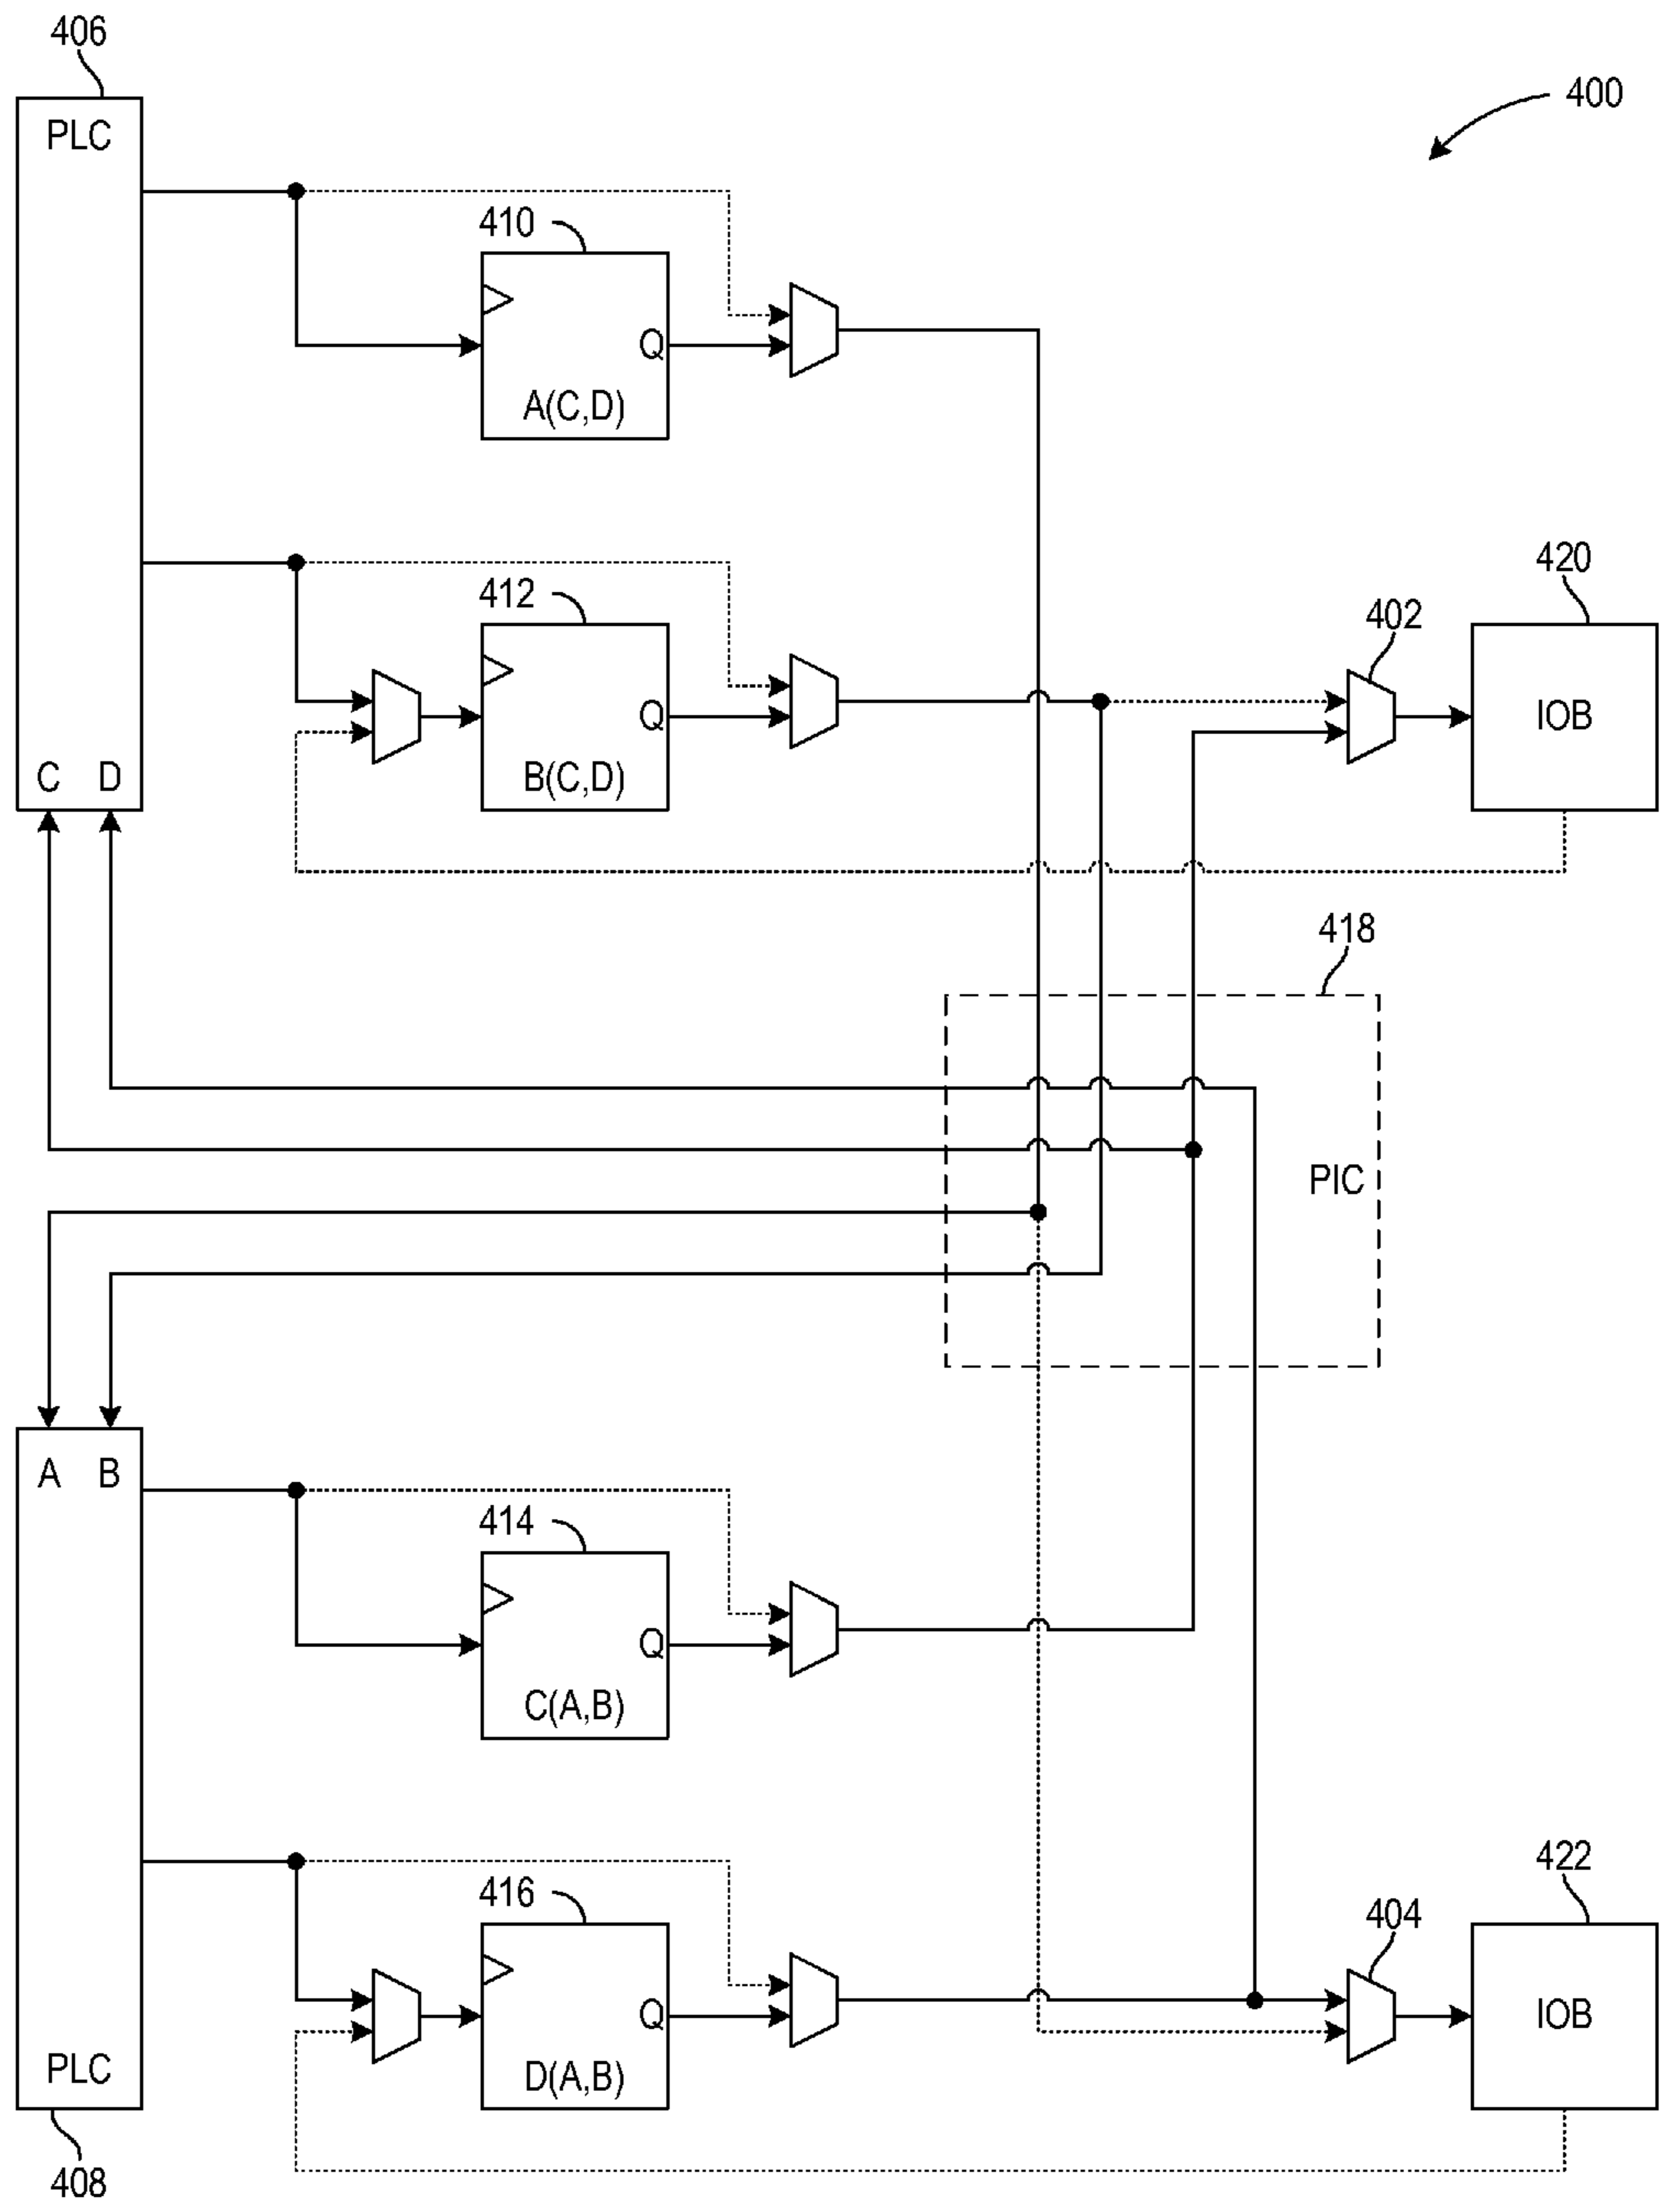 406
400
PLC
410
Q
A(C,D)
420
412
402
Q
IOB
C D
B(C,D)
418
PIC
A B
414
Q
C(A,B)
422
416
404
Q
IOB
PLC
D(A,B)
408